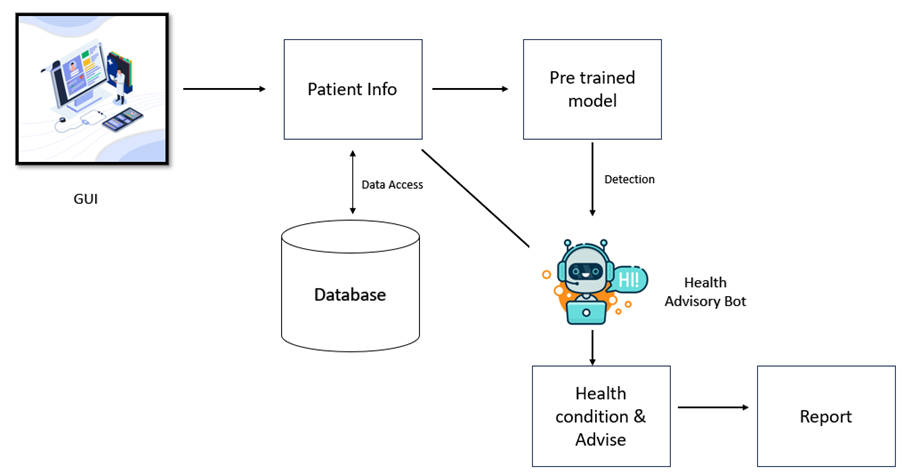 GUI
Patient Info
Pre trained
model
Data Access
Detection
Database
HI!
Health
Advisory Bot
Health
condition &
Advise
Report